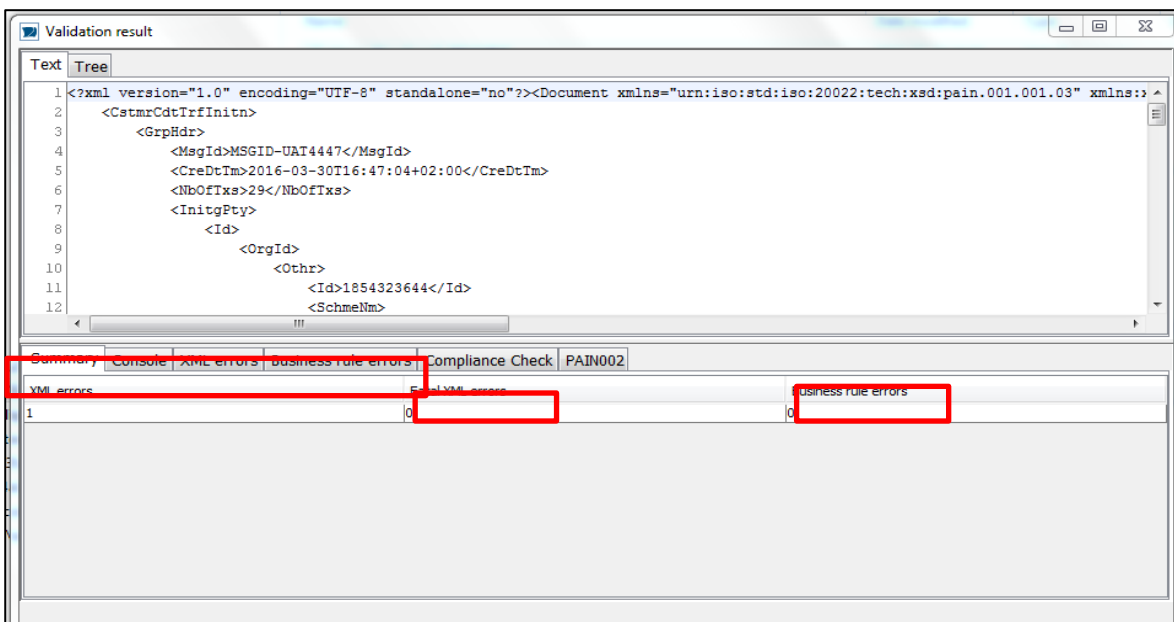 Validation result
Text Tree
1 <?xml version="1.0" encoding="UTF-8" standalone="no"?><Document xmlns="urn:iso:std:iso:20022:tech:xsd:pain.001.001.03" xmlns:x
2 <CstmrCdtTrfInitn>
3 <GrpHdr>
4 <MsgId>MSGID-UAT4447</MsgId>
5 <CreDtTm>2016-03-30T16:47:04+02:00</CreDtTm>
6 <NbOfTxs>29</NbOfTxs>
7 <InitgPty>
8 <Id>
9 <OrgId>
10 <Othr>
11 <Id>1854323644</Id>
12 <SchmeNm>
Summary Console XML errors Business rule errors Compliance Check PAIN002
XML errors Fatal XML errors Business rule errors
1 0 0